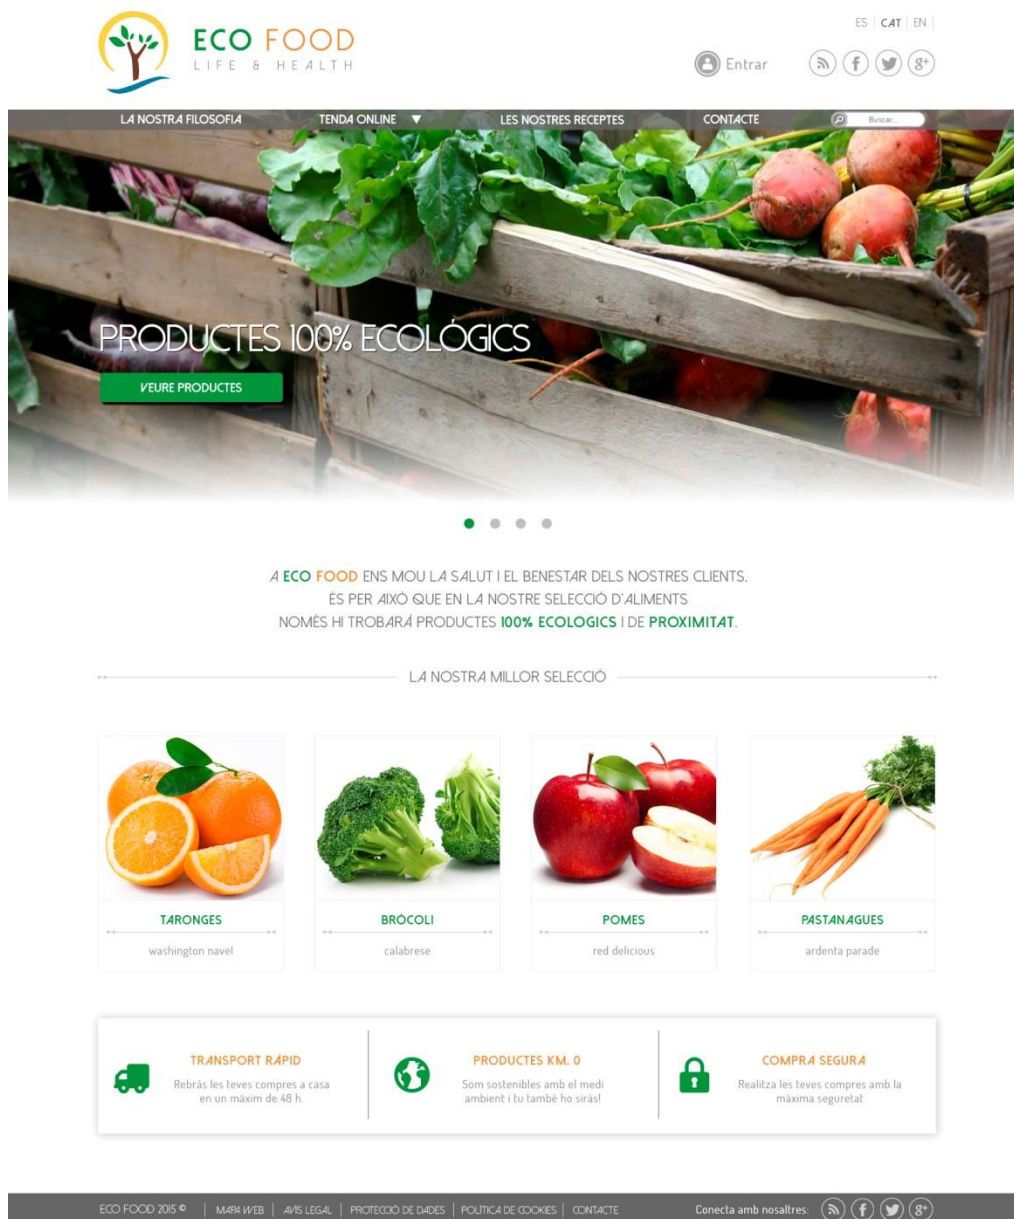 ES | CAT | EN
ECO FOOD
LIFE & HEALTH
Entrar
LA NOSTRA FILOSOFIA
TENDA ONLINE
LES NOSTRES RECEPTES
CONTACTE
Buscar...
PRODUCTES 100% ECOLÓGICS
VEURE PRODUCTES
A ECO FOOD ENS MOU LA SALUT I EL BENESTAR DELS NOSTRES CLIENTS,
ÉS PER AIXÒ QUE EN LA NOSTRE SELECCIÓ D'ALIMENTS
NOMÉS HI TROBARÁ PRODUCTES 100% ECOLOGICS I DE PROXIMITAT.
LA NOSTRA MILLOR SELECCIÓ
TARONGES
washington navel
BRÓCOLI
calabrese
POMES
red delicious
PASTANAGUES
ardenta parade
TRANSPORT RÁPID
Rebràs les teves compres a casa
en un màxim de 48 h.
PRODUCTES KM. 0
Som sostenibles amb el medi
ambient i tu també ho siràs!
COMPRA SEGURA
Realitza les teves compres amb la
màxima seguretat
ECO FOOD 2015 © | MAPA WEB | AVÍS LEGAL | PROTECCIÓ DE DADES | POLÍTICA DE COOKIES | CONTACTE
Conecta amb nosaltres: